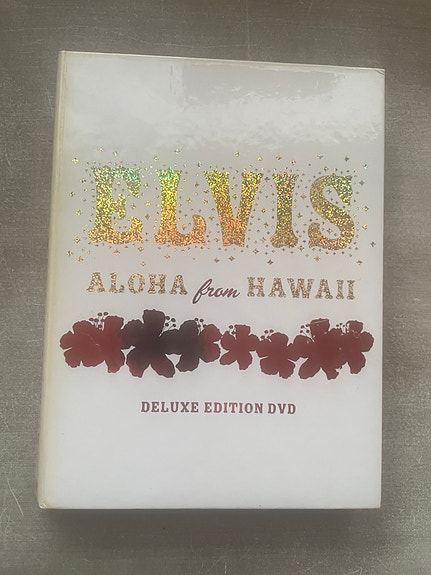 ELVIS
ALOHA from HAWAII
DELUXE EDITION DVD